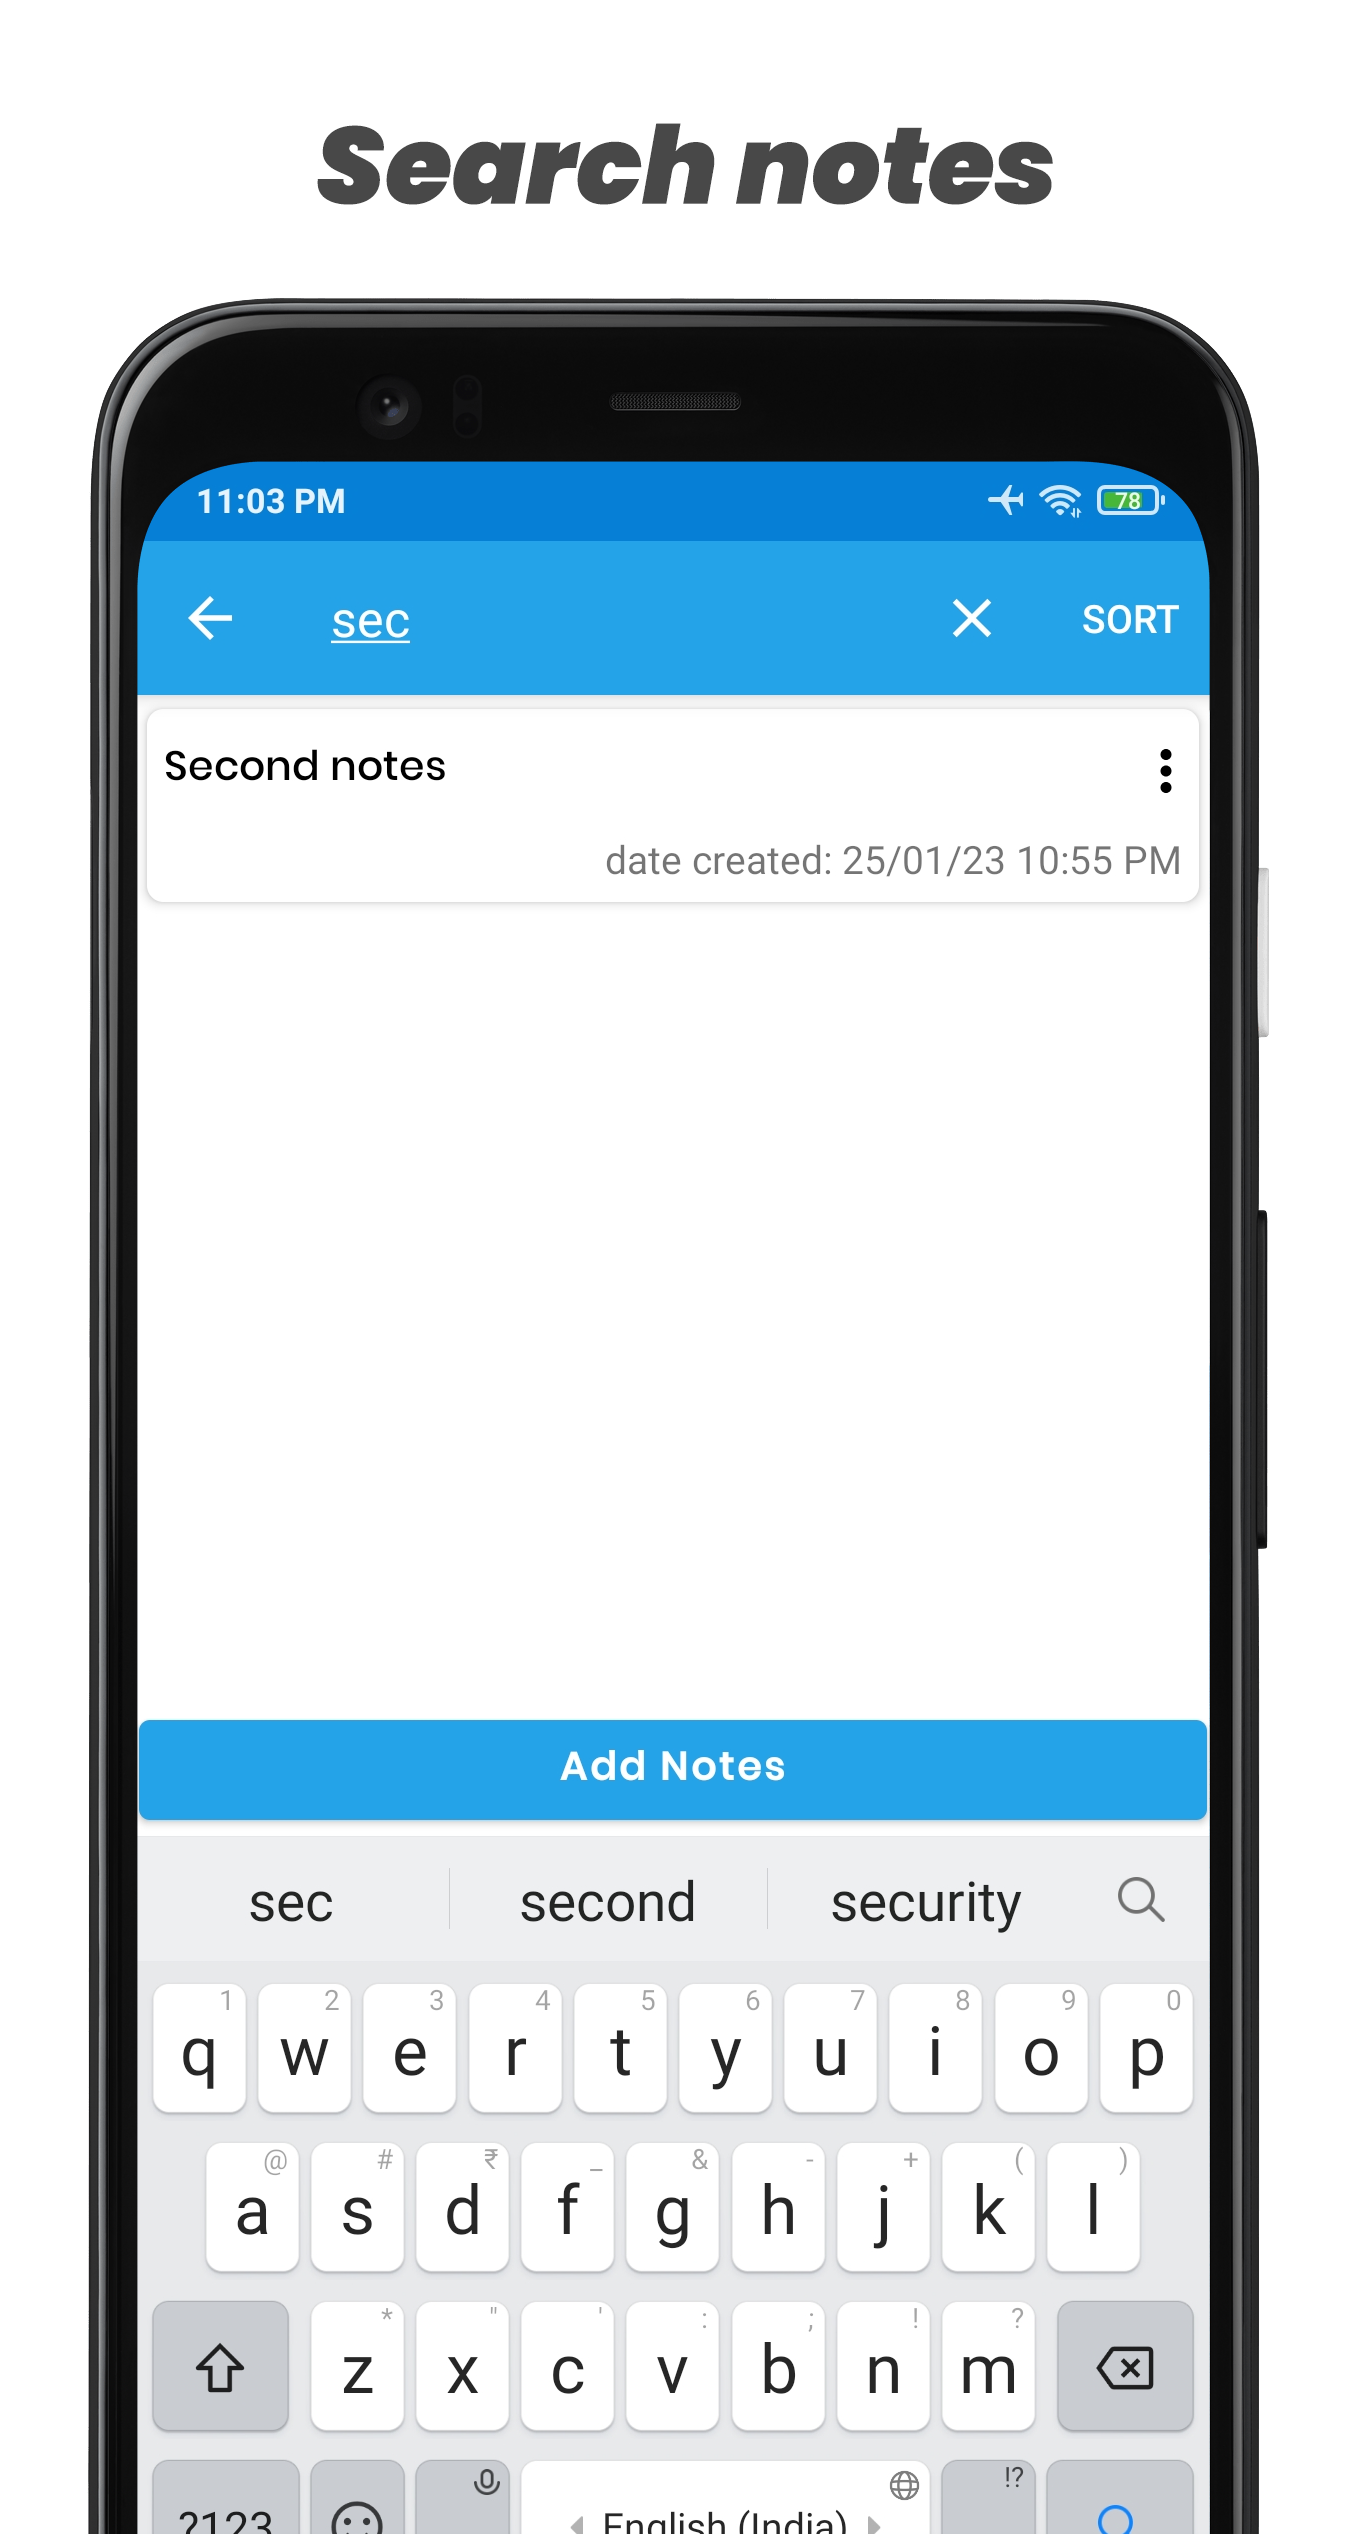 Search notes
11:03 PM 78
sec SORT
Second notes
date created: 25/01/23 10:55 PM
Add Notes
sec second security
1 2 3 4 5 6 7 8 9 0
q w e r t y u i o p
@ # ₹ _ & - + ( )
a s d f g h j k l
* " ' : ; ! ?
z x c v b n m
!?
?123 English (India)